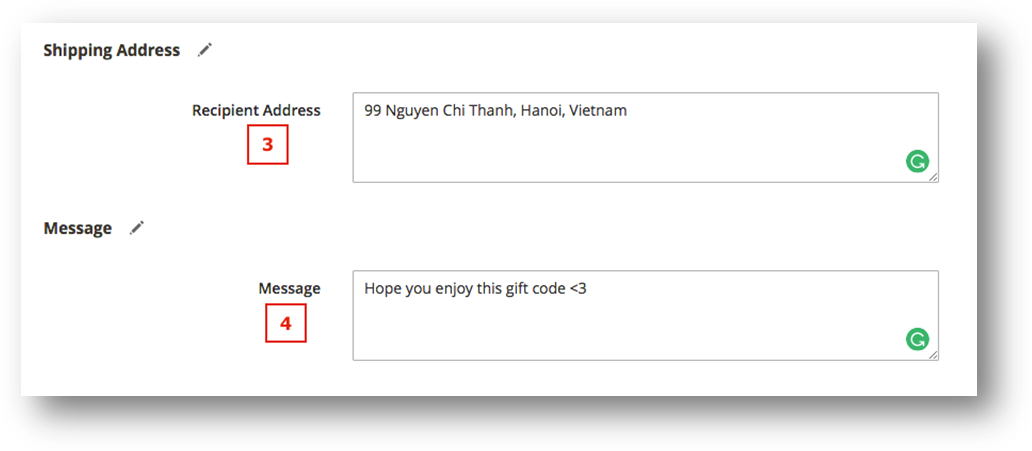 Shipping Address
Recipient Address
99 Nguyen Chi Thanh, Hanoi, Vietnam
3
Message
Message
Hope you enjoy this gift code <3
4